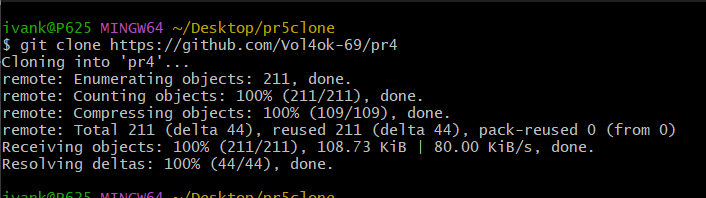 ivank@P625 MINGW64 ~/Desktop/pr5clone
$ git clone https://github.com/Vol4ok-69/pr4
Cloning into 'pr4'...
remote: Enumerating objects: 211, done.
remote: Counting objects: 100% (211/211), done.
remote: Compressing objects: 100% (109/109), done.
remote: Total 211 (delta 44), reused 211 (delta 44), pack-reused 0 (from 0)
Receiving objects: 100% (211/211), 108.73 KiB | 80.00 KiB/s, done.
Resolving deltas: 100% (44/44), done.
ivank@P625 MINGW64 ~/Desktop/pr5clone